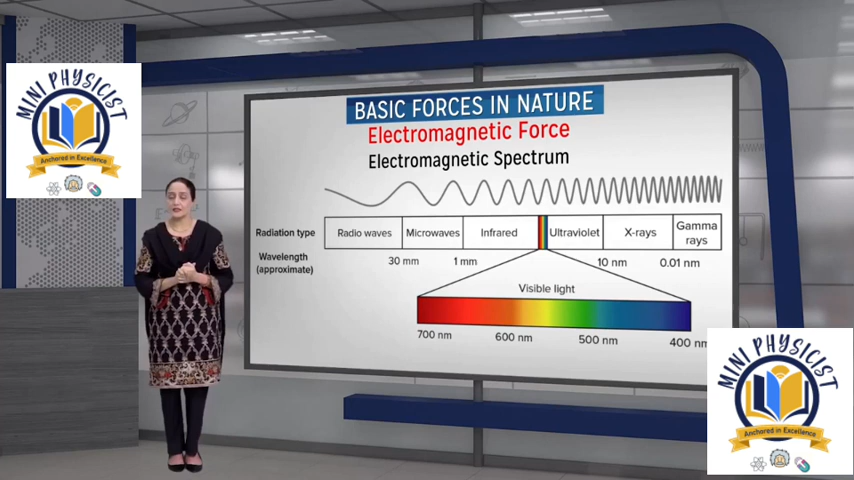 MINI PHYSICIST
Anchored in Excellence
BASIC FORCES IN NATURE
Electromagnetic Force
Electromagnetic Spectrum
Radiation type
Radio waves
Microwaves
Infrared
Ultraviolet
X-rays
Gamma
rays
Wavelength
(approximate)
30 mm
1 mm
10 nm
0.01 nm
Visible light
700 nm
600 nm
500 nm
400 nm
MINI PHYSICIST
Anchored in Excellence